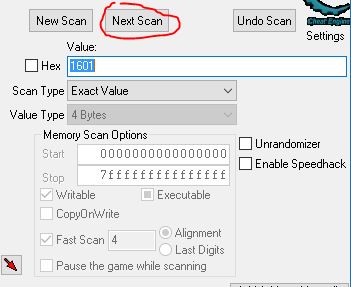 New Scan Next Scan Undo Scan
Cheat Engine
Settings
Value:
Hex 1601
Scan Type Exact Value
Value Type 4 Bytes
Memory Scan Options
Unrandomizer
Start 0000000000000000
Enable Speedhack
Stop 7fffffffffffffff
Writable Executable
CopyOnWrite
Fast Scan 4 Alignment
Last Digits
Pause the game while scanning